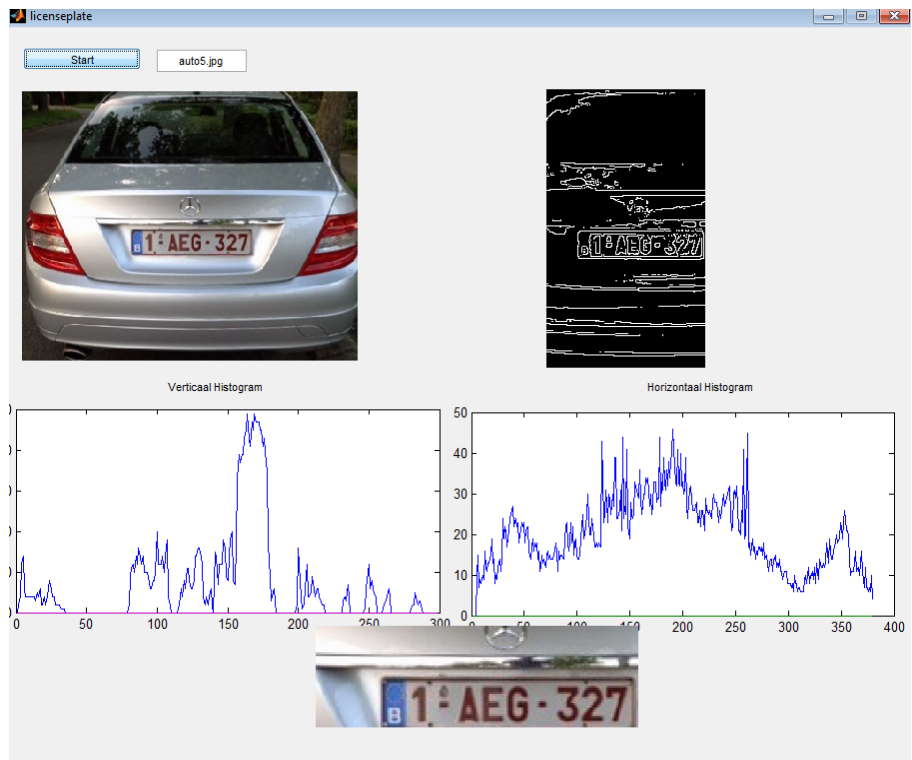 licenseplate
Start
auto5.jpg
B 1-AEG-327
B 1-AEG-327
Verticaal Histogram
Horizontaal Histogram
50
40
30
20
10
0
0 50 100 150 200 250 300
0 50 100 150 200 250 300 350 400
B 1-AEG-327